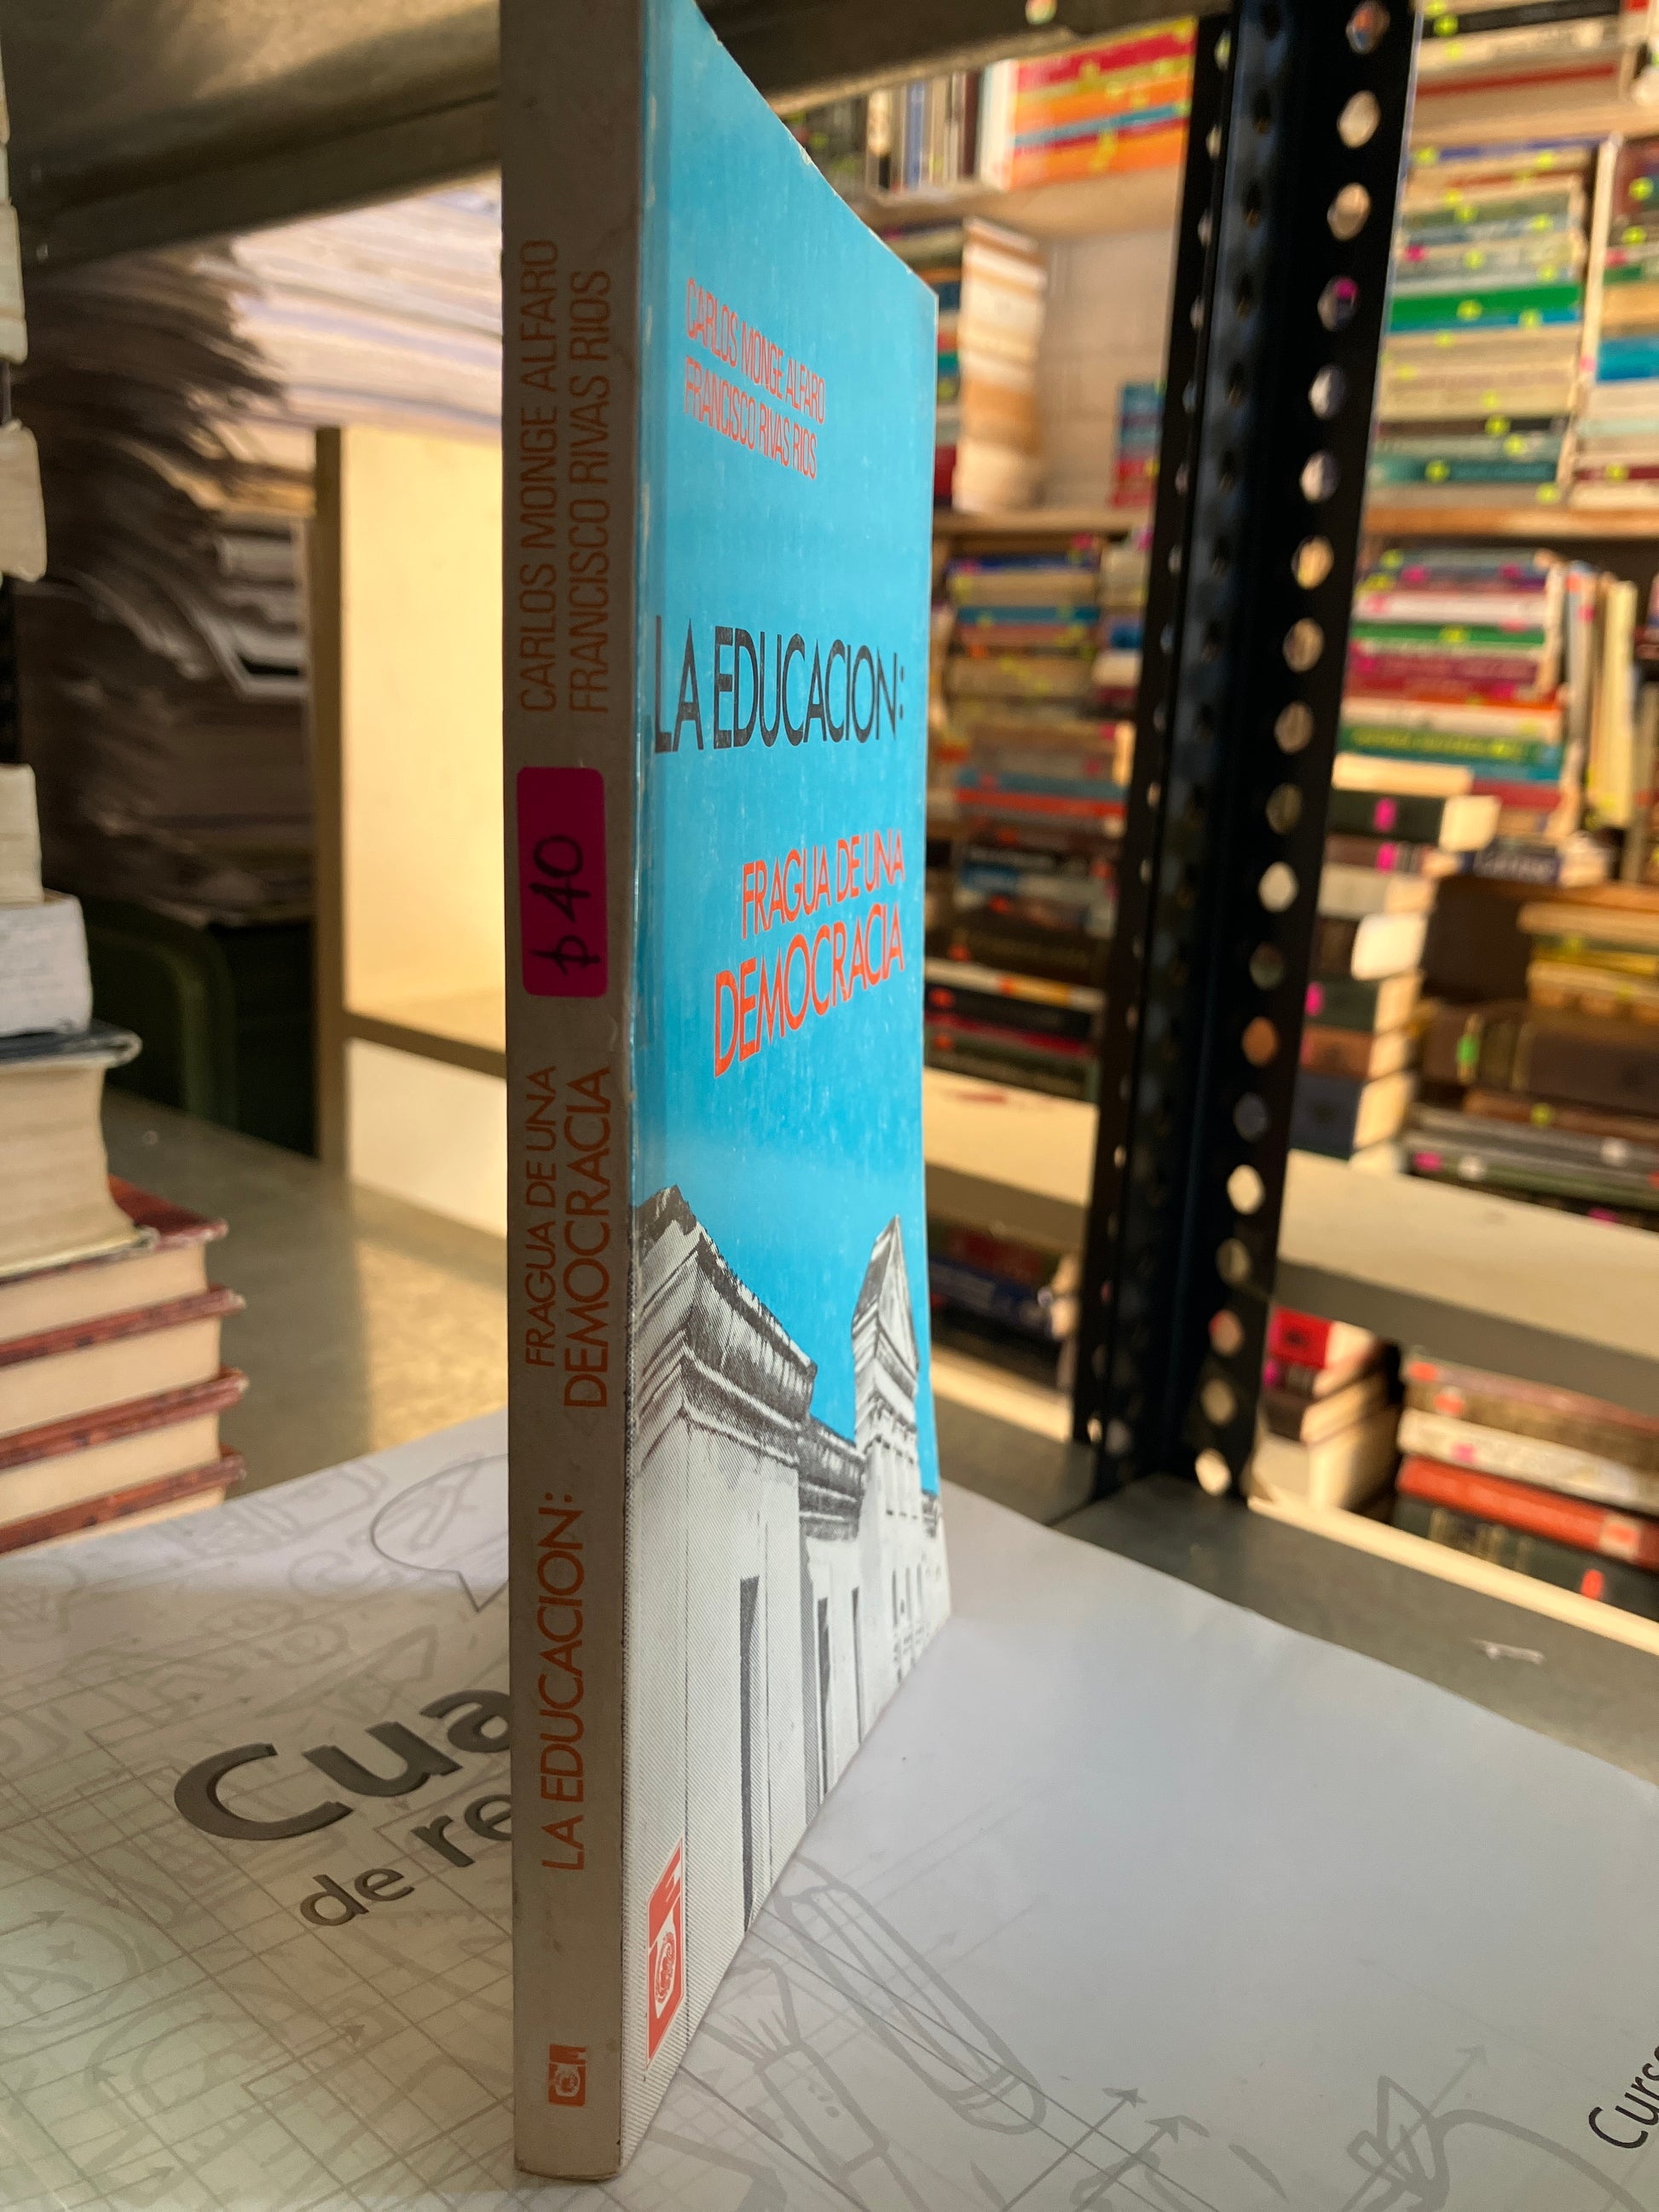 CARLOS MONGE ALFARO
FRANCISCO RIVAS RIOS
$40
FRAGUA DE UNA
DEMOCRACIA
LA EDUCACION:
CARLOS MONGE ALFARO
FRANCISCO RIVAS RIOS
LA EDUCACION:
FRAGUA DE UNA
DEMOCRACIA
Cua
de re
Curs